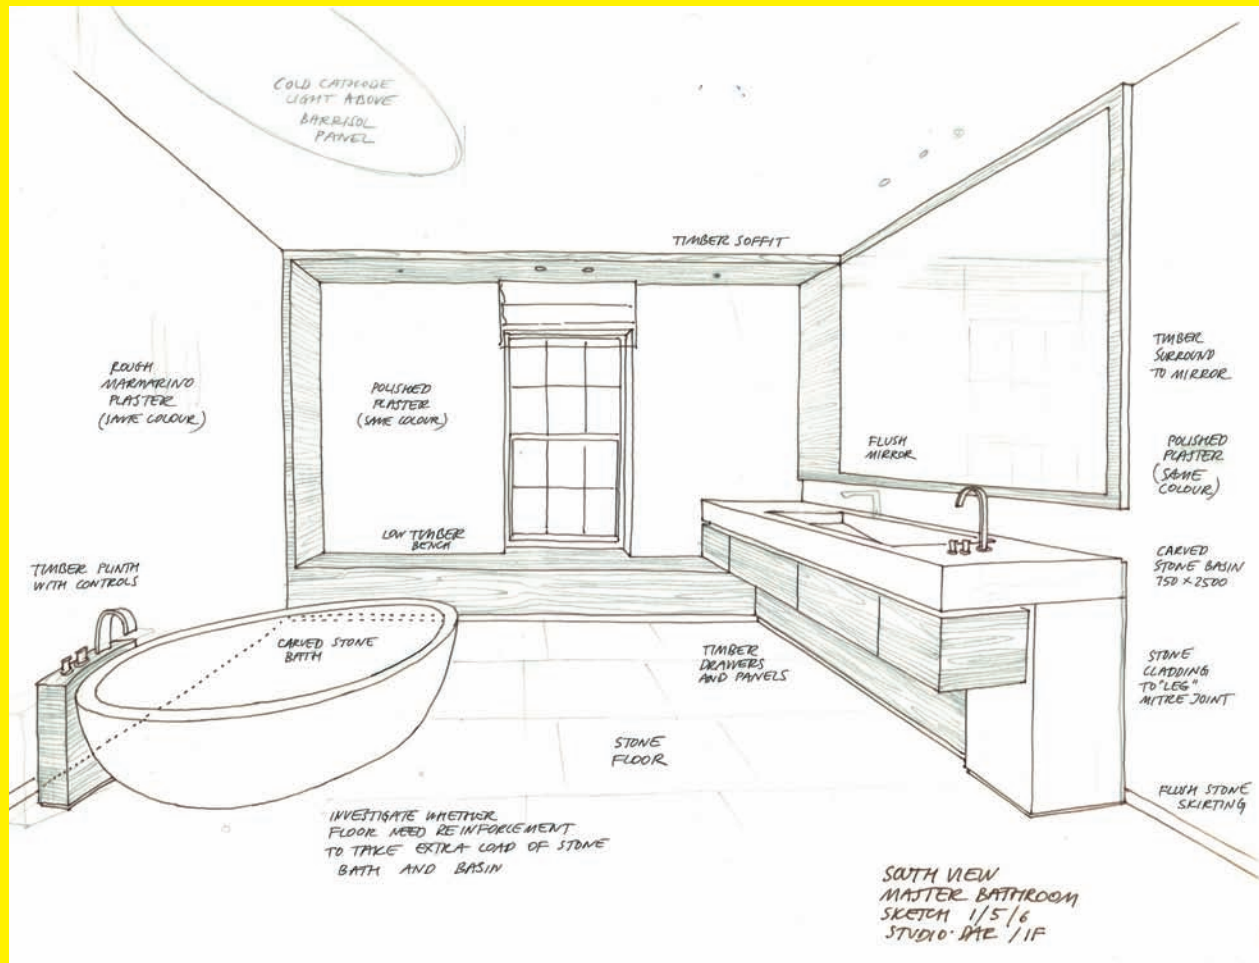 COLD CATHODE
LIGHT ABOVE
BARRISOL
PANEL
TIMBER SOFFIT
ROUGH
MARMARINO
PLASTER
(SAME COLOUR)
POLISHED
PLASTER
(SAME COLOUR)
FLUSH
MIRROR
TIMBER
SURROUND
TO MIRROR
POLISHED
PLASTER
(SAME
COLOUR)
LOW TIMBER
BENCH
TIMBER PLINTH
WITH CONTROLS
CARVED STONE
BATH
CARVED
STONE BASIN
750 x 2500
TIMBER
DRAWERS
AND PANELS
STONE
CLADDING
TO "LEG"
MITRE JOINT
STONE
FLOOR
FLUSH STONE
SKIRTING
INVESTIGATE WHETHER
FLOOR NEED REINFORCEMENT
TO TAKE EXTRA LOAD OF STONE
BATH AND BASIN
SOUTH VIEW
MASTER BATHROOM
SKETCH 1/5/6
STUDIO·DAR /1F